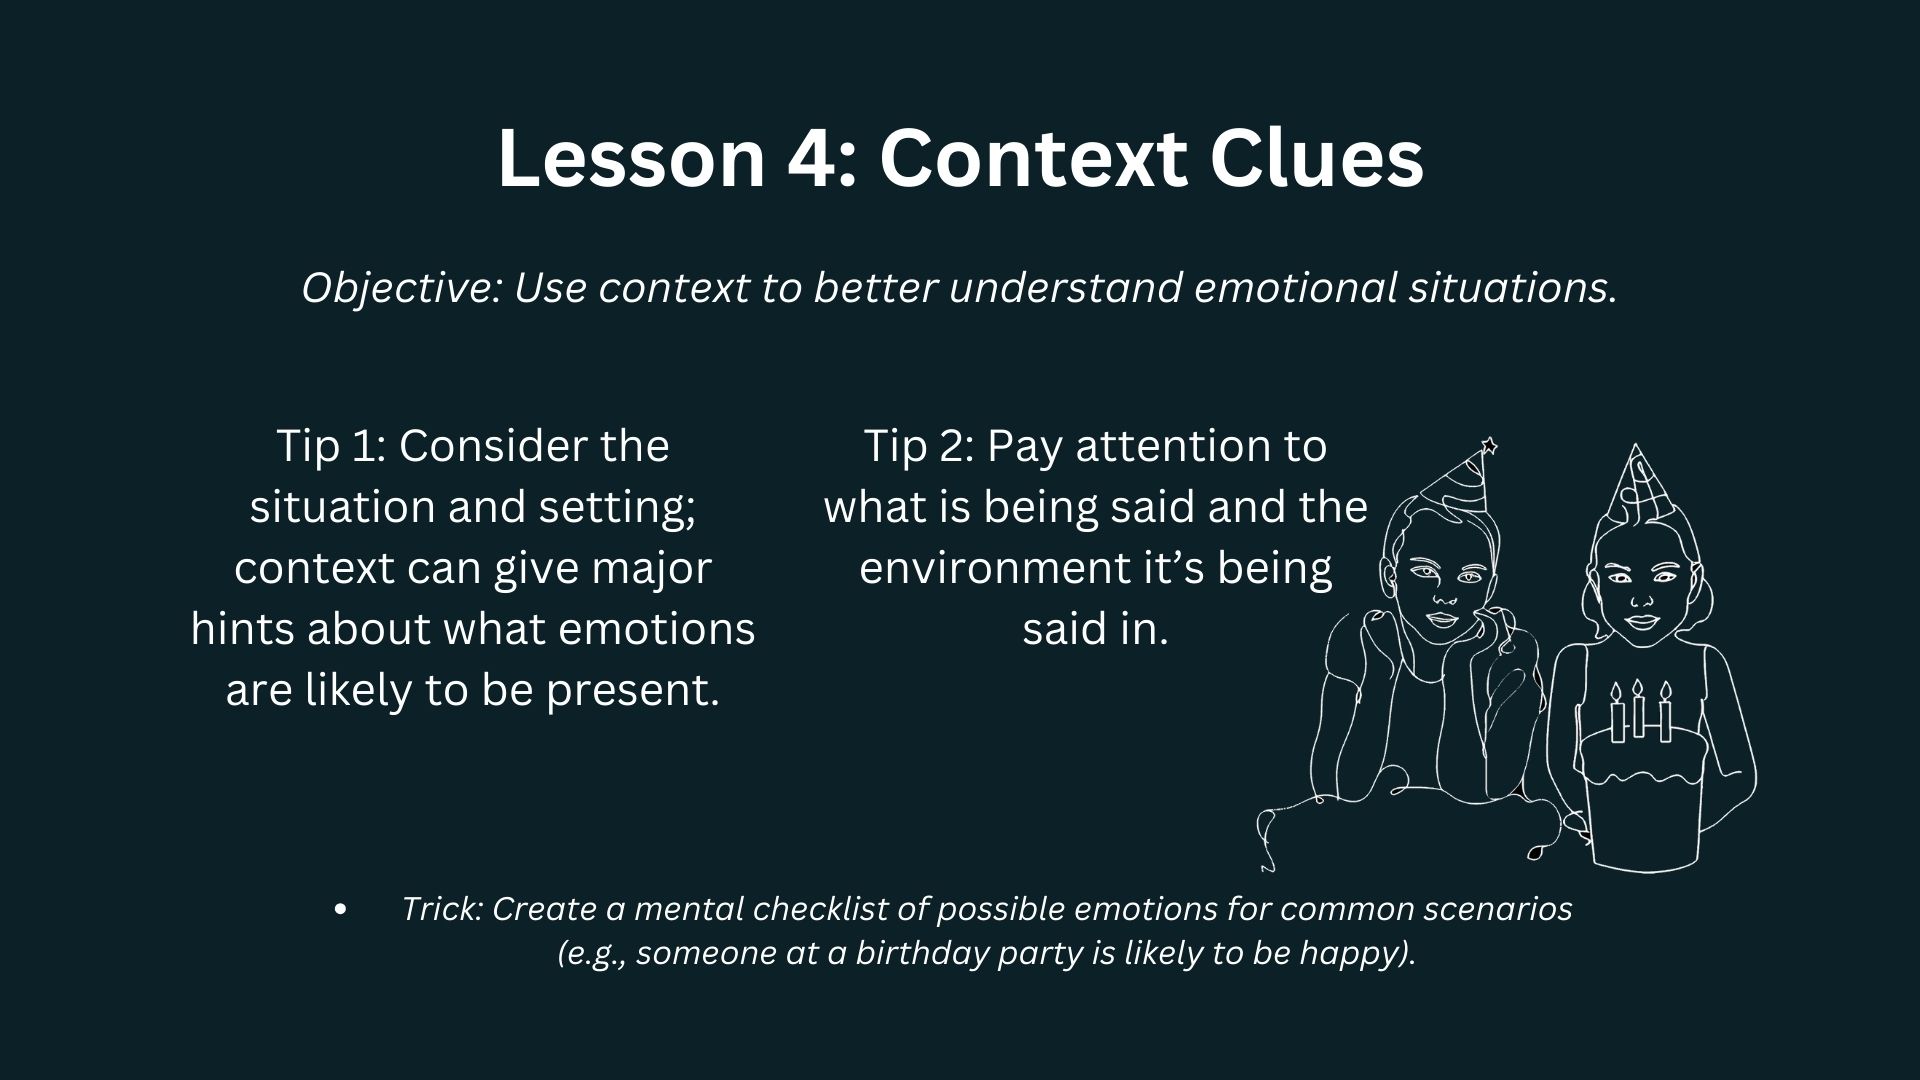 Lesson 4: Context Clues
Objective: Use context to better understand emotional situations.
Tip 1: Consider the
situation and setting;
context can give major
hints about what emotions
are likely to be present.
Tip 2: Pay attention to
what is being said and the
environment it’s being
said in.
• Trick: Create a mental checklist of possible emotions for common scenarios
(e.g., someone at a birthday party is likely to be happy).